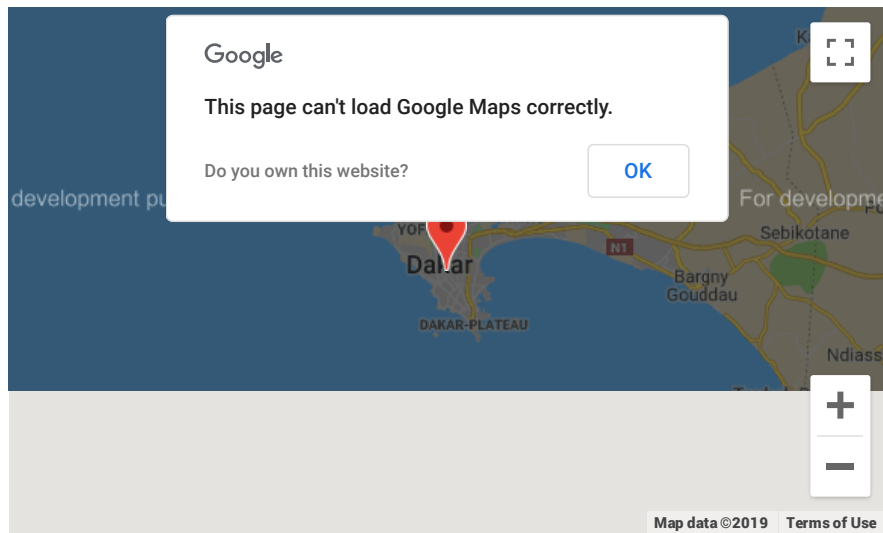 Google
This page can't load Google Maps correctly.
Do you own this website?
OK
development pu
For developme
YOF
Sebikotane
N1
Dakar
Bargny
Gouddau
DAKAR-PLATEAU
Ndiass
Map data ©2019
Terms of Use